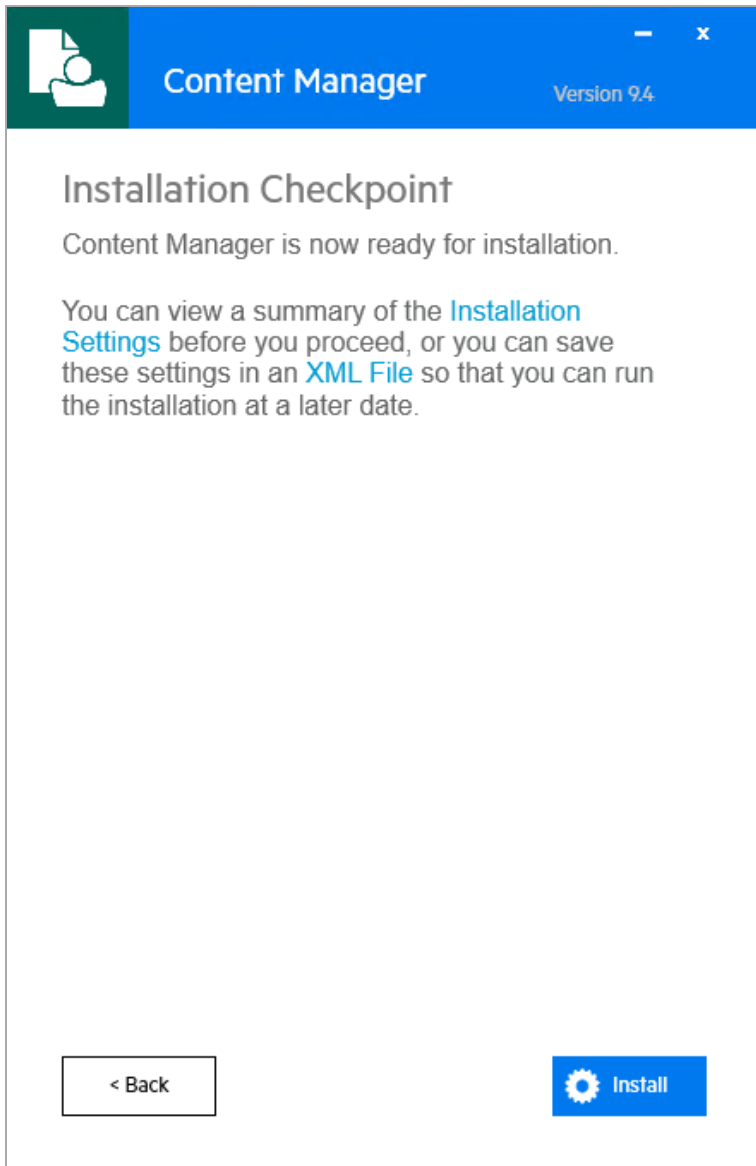 x
Content Manager
Version 9.4
Installation Checkpoint
Content Manager is now ready for installation.
You can view a summary of the Installation
Settings before you proceed, or you can save
these settings in an XML File so that you can run
the installation at a later date.
< Back
Install